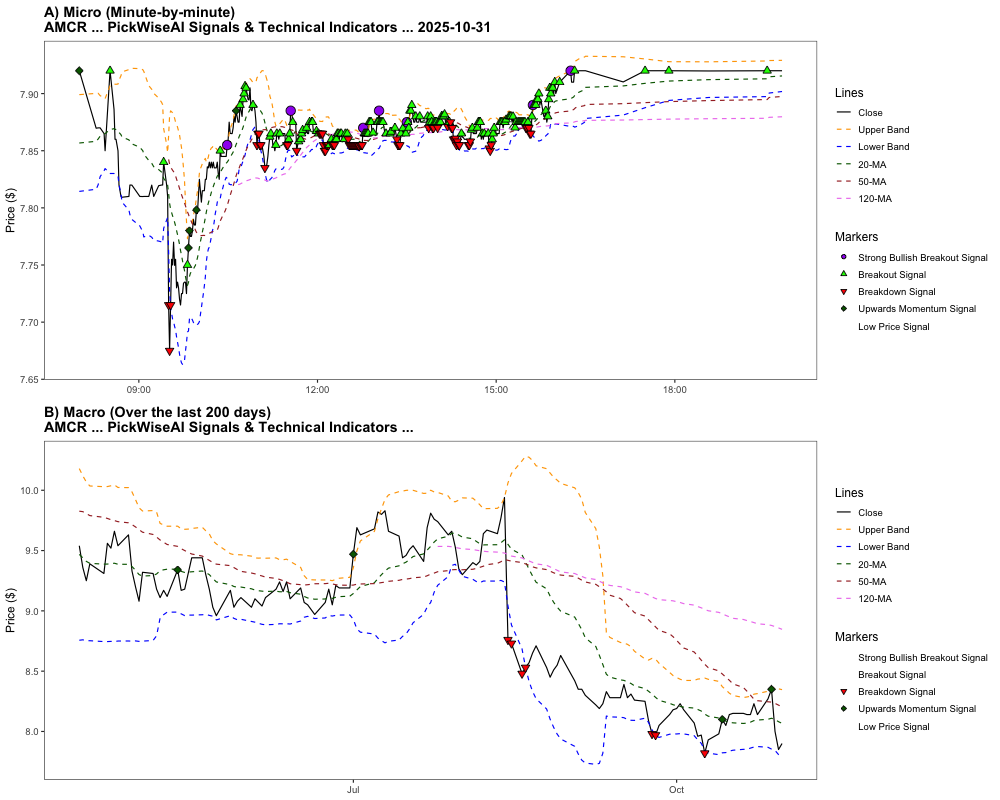 A) Micro (Minute-by-minute)
AMCR ... PickWiseAI Signals & Technical Indicators ... 2025-10-31
Price ($)
7.90
7.85
7.80
7.75
7.70
7.65
09:00
12:00
15:00
18:00
Lines
Close
Upper Band
Lower Band
20-MA
50-MA
120-MA
Markers
Strong Bullish Breakout Signal
Breakout Signal
Breakdown Signal
Upwards Momentum Signal
Low Price Signal
B) Macro (Over the last 200 days)
AMCR ... PickWiseAI Signals & Technical Indicators ...
Price ($)
10.0
9.5
9.0
8.5
8.0
Jul
Oct
Lines
Close
Upper Band
Lower Band
20-MA
50-MA
120-MA
Markers
Strong Bullish Breakout Signal
Breakout Signal
Breakdown Signal
Upwards Momentum Signal
Low Price Signal